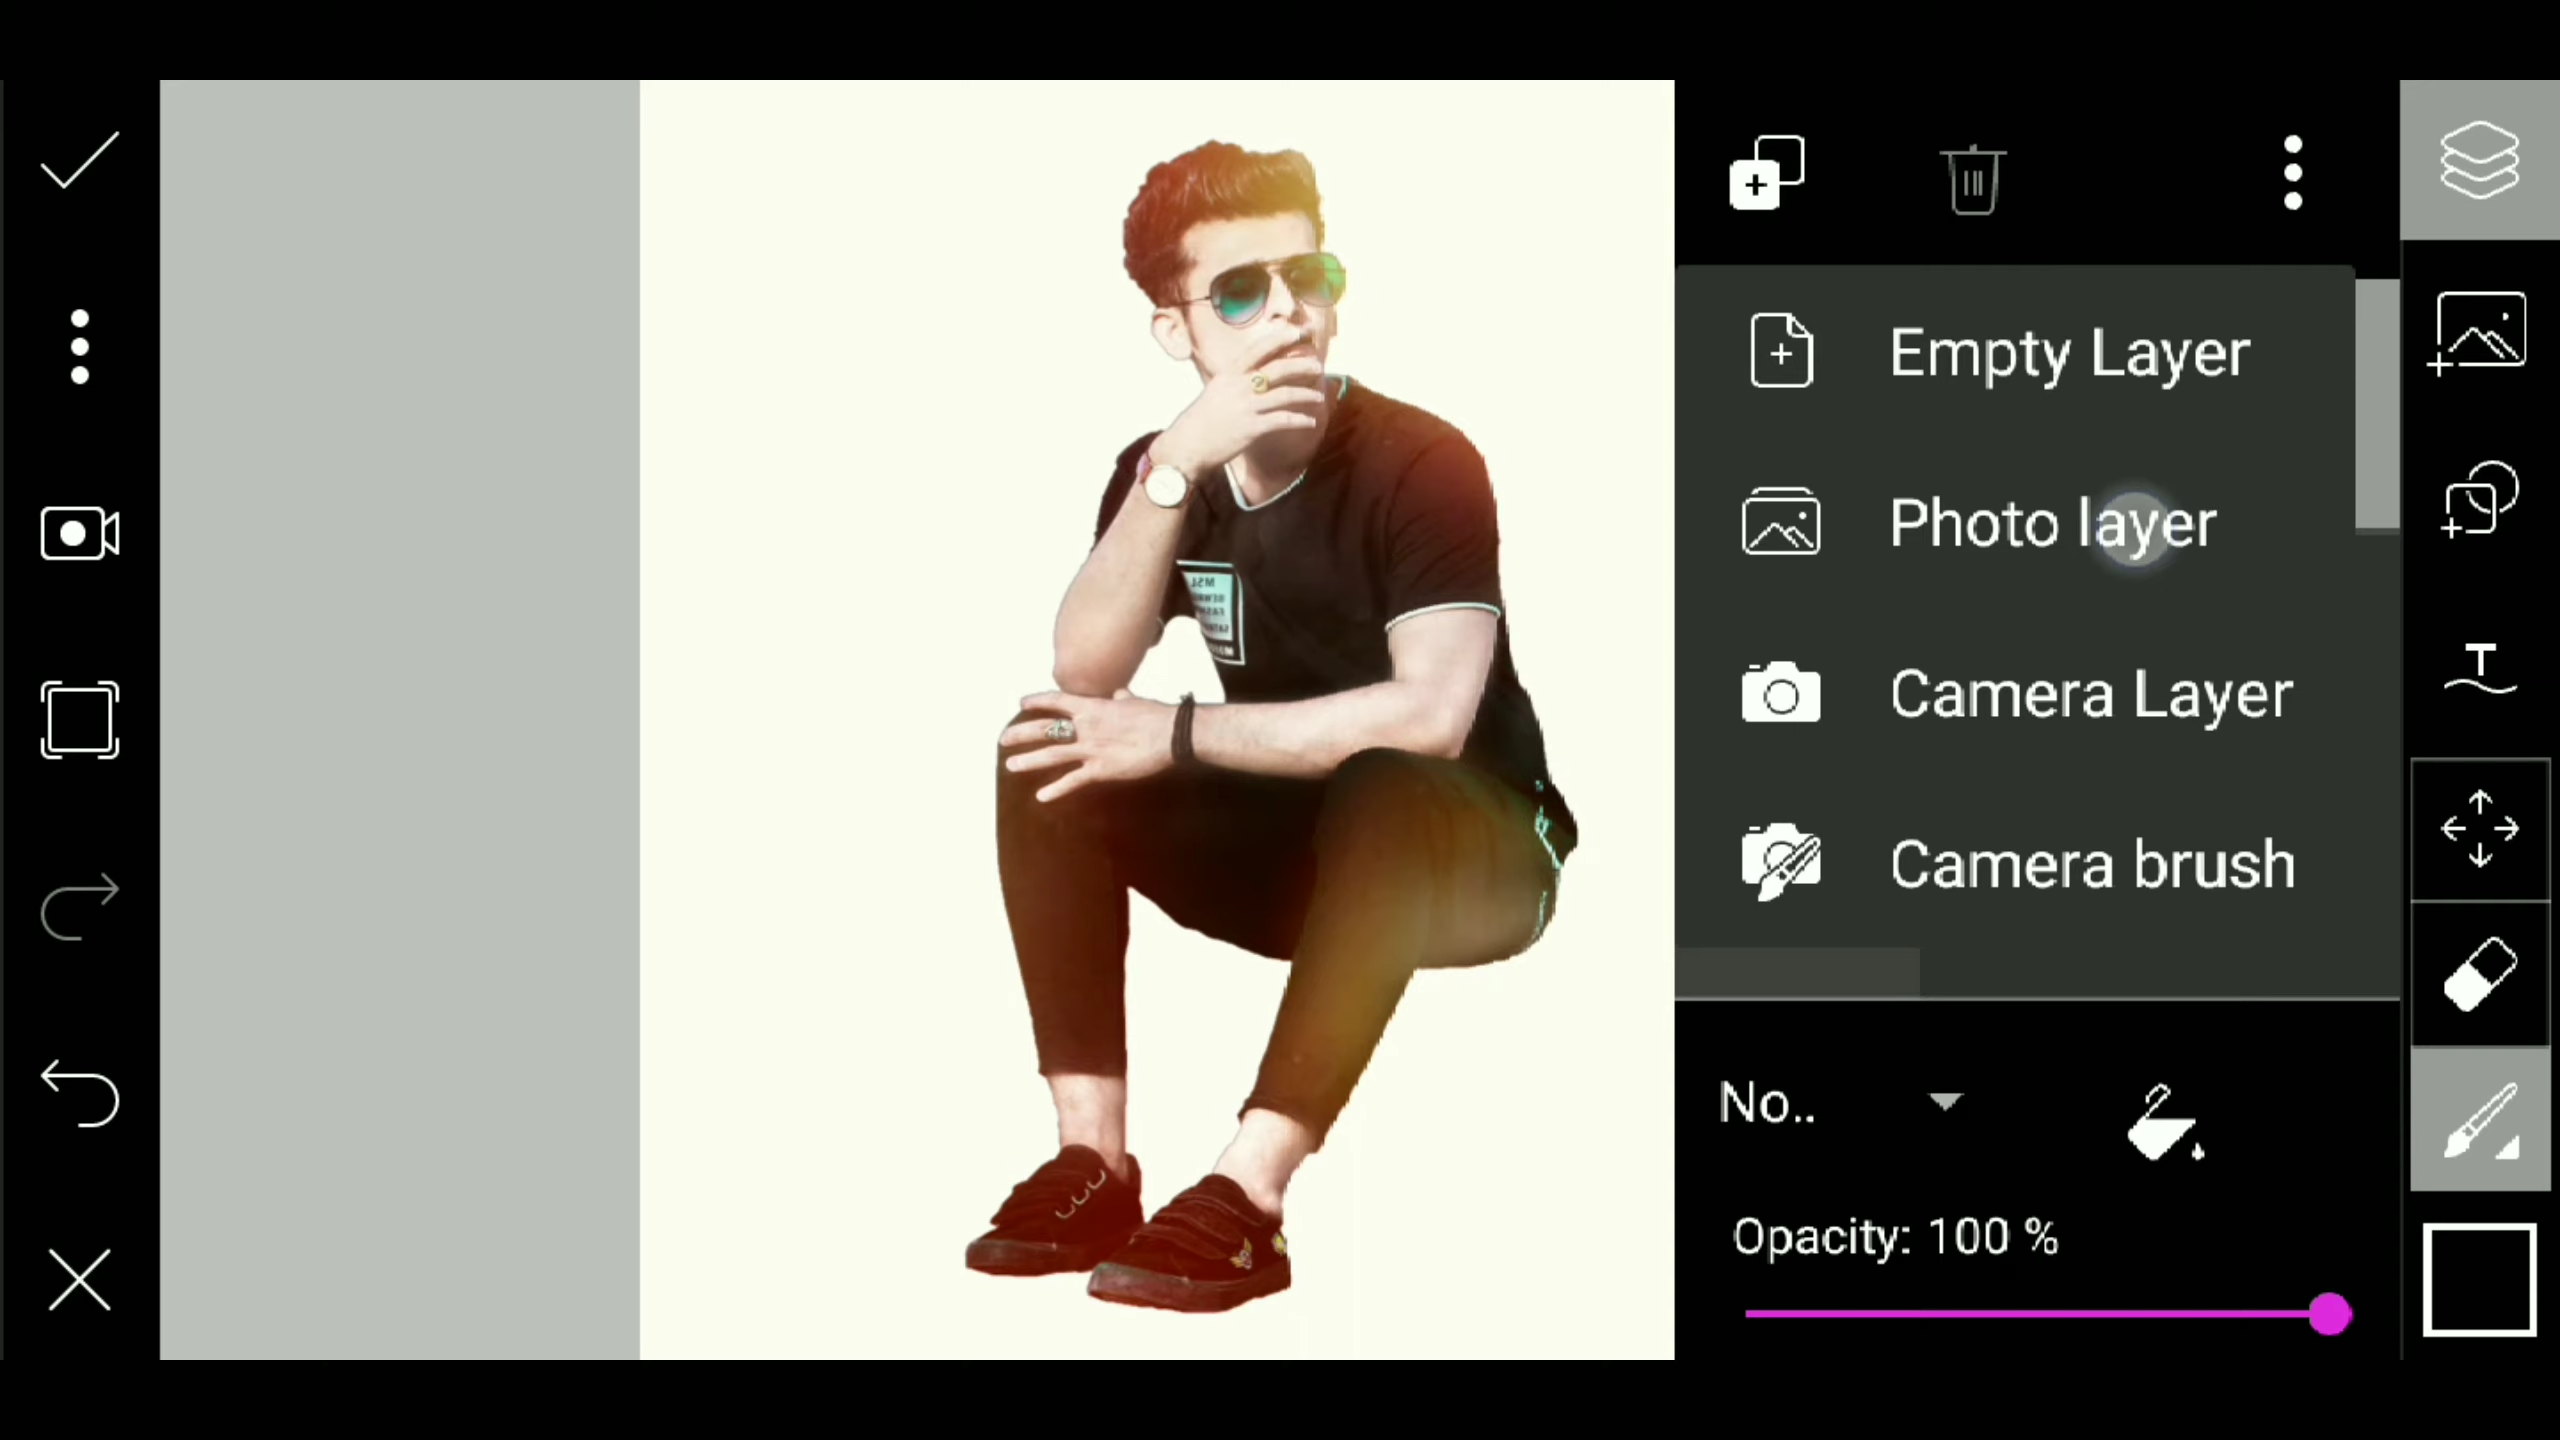 Empty Layer
Photo layer
Camera Layer
Camera brush
No..
Opacity: 100 %
T